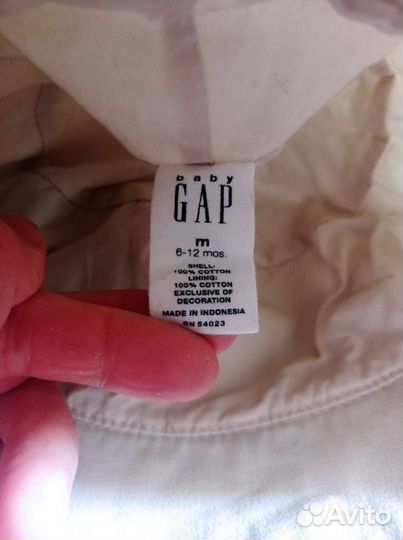 baby
GAP
m
6-12 mos.
SHELL:
100% COTTON
LINING:
100% COTTON
EXCLUSIVE OF
DECORATION
MADE IN INDONESIA
RN 54023
Avito